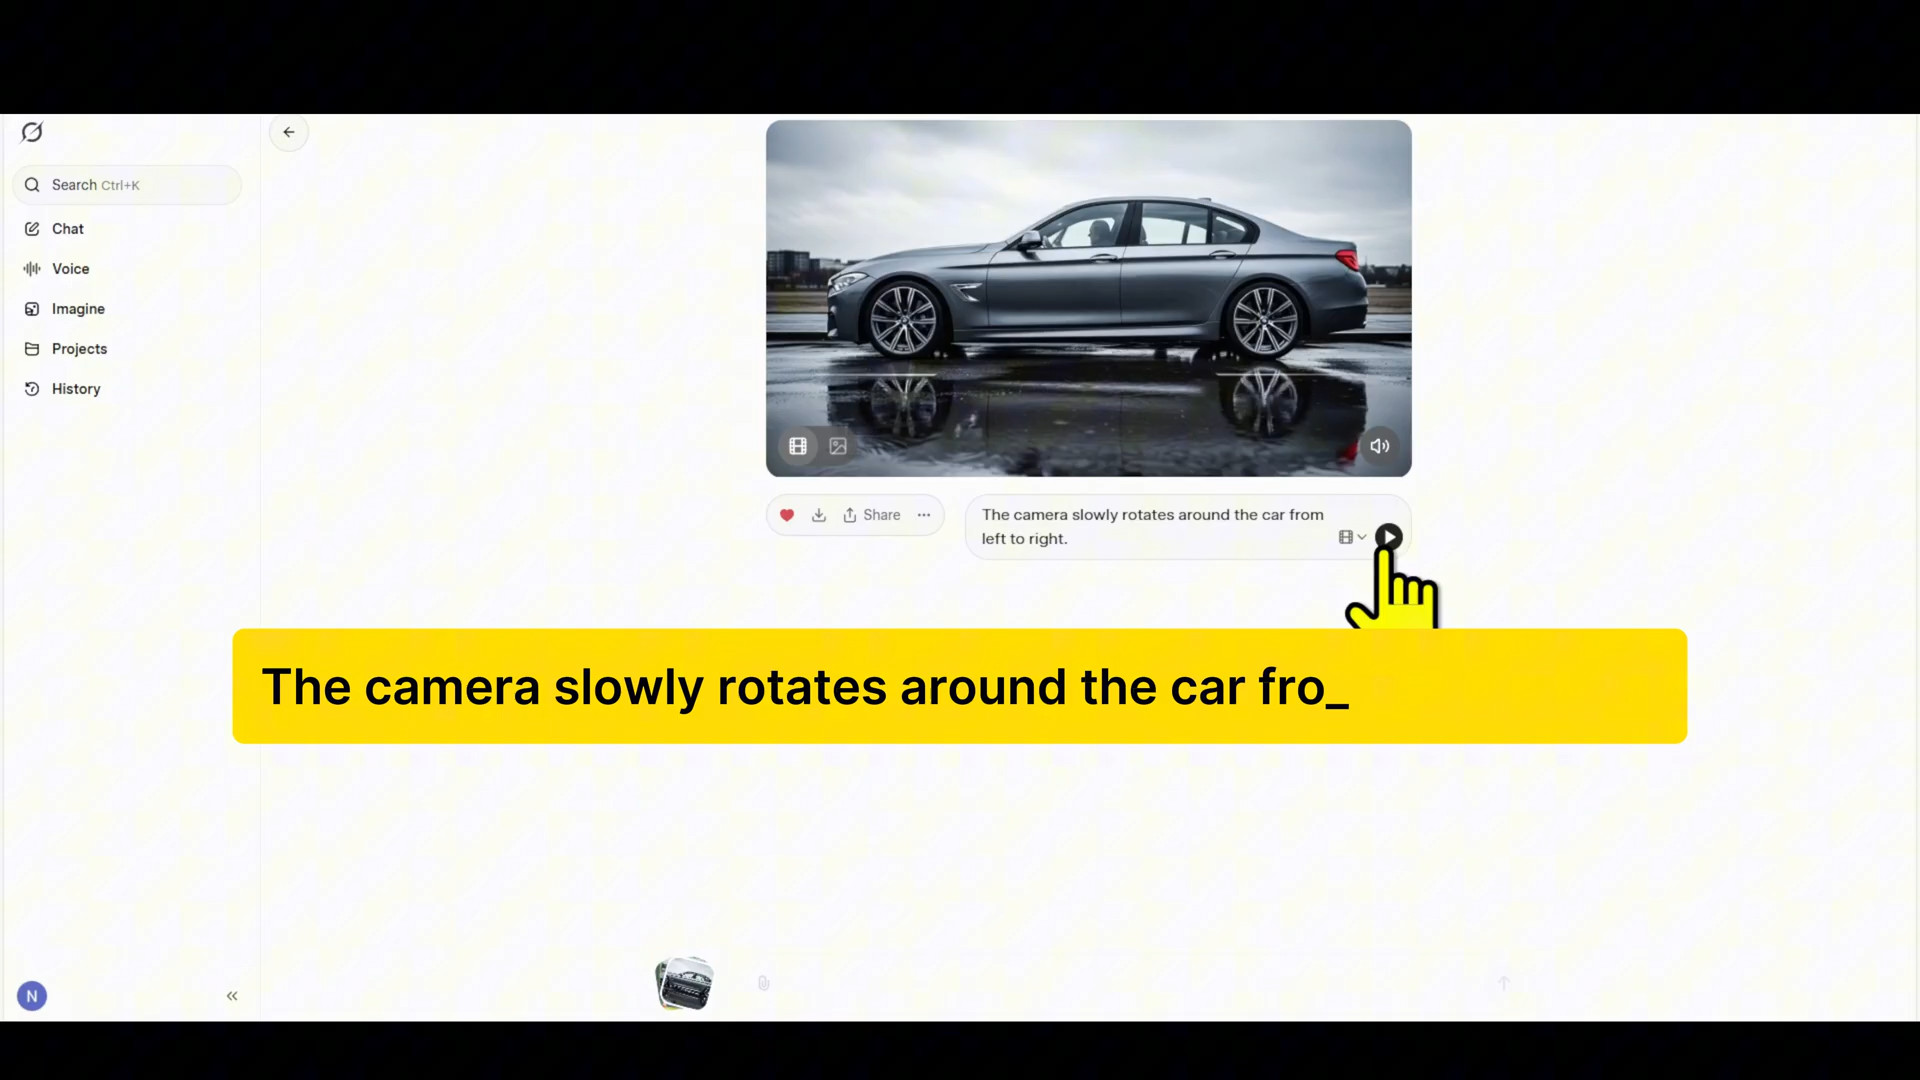 Search Ctrl+K
Chat
Voice
Imagine
Projects
History
Share
The camera slowly rotates around the car from
left to right.
The camera slowly rotates around the car fro_
N